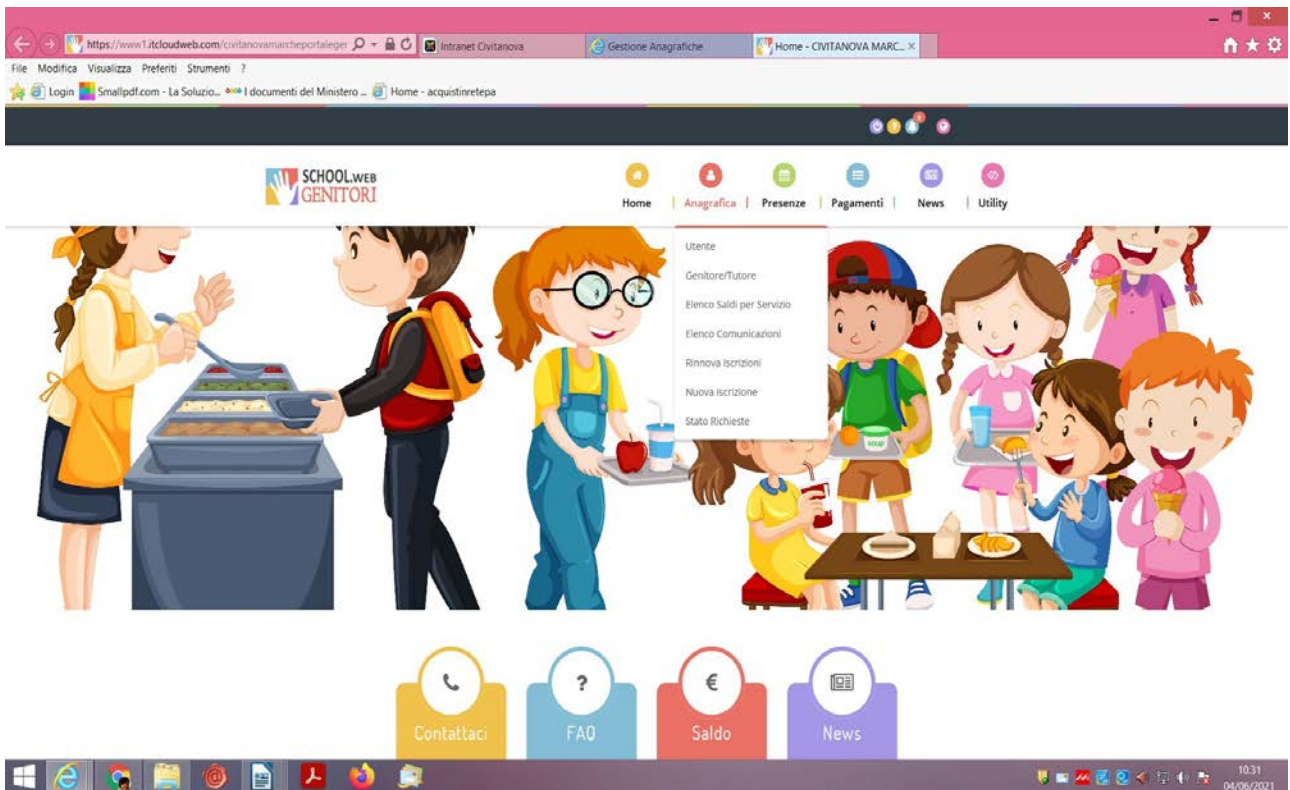 https://www1.itcloudweb.com/civitanovamarcheportaleger
Intranet Civitanova
Gestione Anagrafiche
Home - CIVITANOVA MARC...
File Modifica Visualizza Preferiti Strumenti ?
Login Smallpdf.com - La Soluzio... I documenti del Ministero ... Home - acquistinretepa
SCHOOL.WEB
GENITORI
Home Anagrafica Presenze Pagamenti News Utility
Utente
Genitore/Tutore
Elenco Saldi per Servizio
Elenco Comunicazioni
Rinnova Iscrizioni
Nuova Iscrizione
Stato Richieste
SOUP
?
€
Contattaci
FAQ
Saldo
News
10.31
04/06/2021